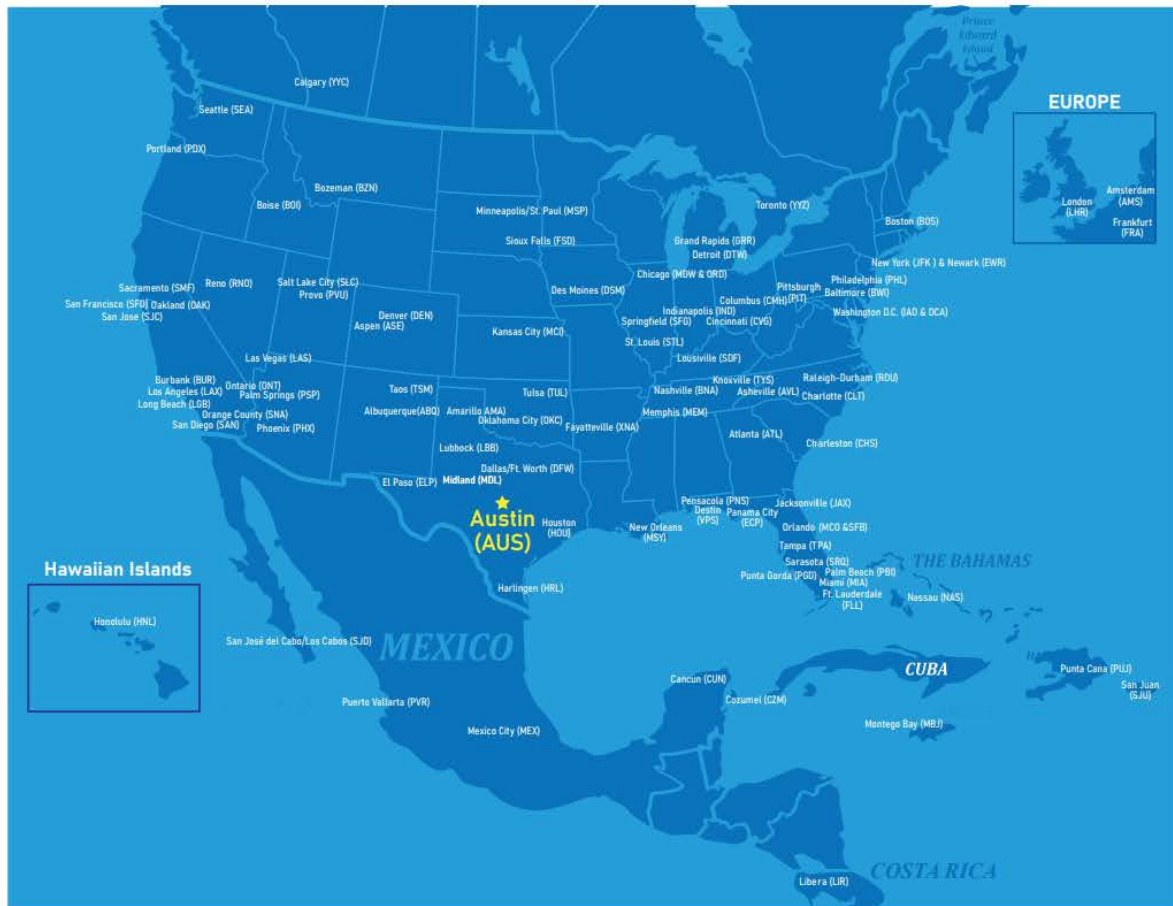 Prince
Edward
Island
Calgary (YYC)
Seattle (SEA)
EUROPE
Portland (PDX)
Bozeman (BZN)
Boise (BOI)
Minneapolis/St. Paul (MSP)
Toronto (YYZ)
Boston (BOS)
London
(LHR)
Amsterdam
(AMS)
Frankfurt
(FRA)
Sioux Falls (FSD)
Grand Rapids (GRR)
Detroit (DTW)
New York (JFK ) & Newark (EWR)
Chicago (MDW & ORD)
Sacramento (SMF)
Reno (RNO)
Salt Lake City (SLC)
Provo (PVU)
Des Moines (DSM)
Pittsburgh
(PIT)
Philadelphia (PHL)
Baltimore (BWI)
San Francisco (SFO)
Oakland (OAK)
San Jose (SJC)
Columbus (CMH)
Denver (DEN)
Aspen (ASE)
Indianapolis (IND)
Washington D.C. (IAD & DCA)
Springfield (SFG)
Cincinnati (CVG)
Kansas City (MCI)
St. Louis (STL)
Las Vegas (LAS)
Lousiville (SDF)
Burbank (BUR)
Ontario (ONT)
Los Angeles (LAX)
Palm Springs (PSP)
Long Beach (LGB)
Orange County (SNA)
San Diego (SAN)
Phoenix (PHX)
Taos (TSM)
Tulsa (TUL)
Nashville (BNA)
Knoxville (TYS)
Asheville (AVL)
Raleigh-Durham (RDU)
Charlotte (CLT)
Albuquerque(ABQ)
Amarillo AMA)
Oklahoma City (OKC)
Fayatteville (XNA)
Memphis (MEM)
Atlanta (ATL)
Charleston (CHS)
Lubbock (LBB)
Dallas/Ft. Worth (DFW)
El Paso (ELP)
Midland (MDL)
Austin
(AUS)
Houston
(HOU)
New Orleans
(MSY)
Pensacola (PNS)
Destin
(VPS)
Panama City
(ECP)
Jacksonville (JAX)
Orlando (MCO &SFB)
Tampa (TPA)
Sarasota (SRQ)
THE BAHAMAS
Punta Gorda (PGD)
Palm Beach (PBI)
Miami (MIA)
Ft. Lauderdale
(FLL)
Nassau (NAS)
Harlingen (HRL)
Hawaiian Islands
Honolulu (HNL)
San José del Cabo/Los Cabos (SJD)
MEXICO
CUBA
Cancun (CUN)
Cozumel (CZM)
Punta Cana (PUJ)
San Juan
(SJU)
Puerto Vallarta (PVR)
Mexico City (MEX)
Montego Bay (MBJ)
COSTA RICA
Libera (LIR)